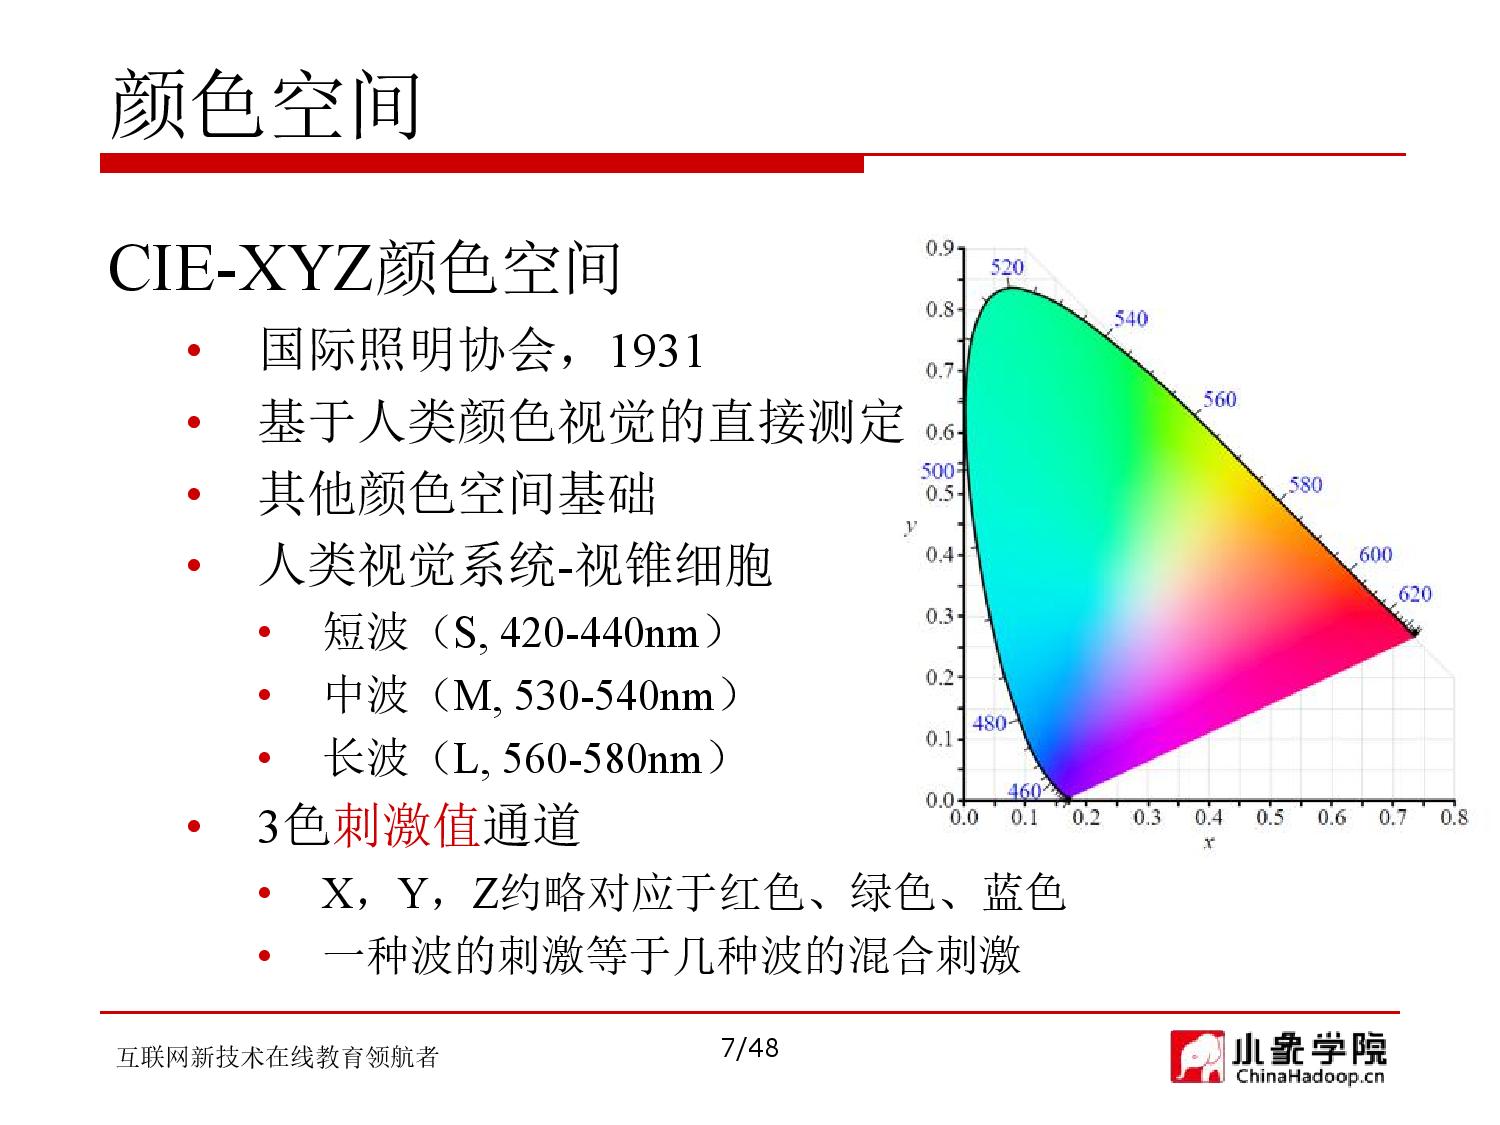 颜色空间
CIE-XYZ颜色空间
• 国际照明协会，1931
• 基于人类颜色视觉的直接测定
• 其他颜色空间基础
• 人类视觉系统-视锥细胞
• 短波（S, 420-440nm）
• 中波（M, 530-540nm）
• 长波（L, 560-580nm）
• 3色刺激值通道
• X，Y，Z约略对应于红色、绿色、蓝色
• 一种波的刺激等于几种波的混合刺激
0.9
520
0.8
540
0.7
560
0.6
500
580
0.5
y
0.4
600
620
0.3
0.2
480
0.1
460
0.0
0.0 0.1 0.2 0.3 0.4 0.5 0.6 0.7 0.8
x
互联网新技术在线教育领航者
7/48
小象学院
ChinaHadoop.cn